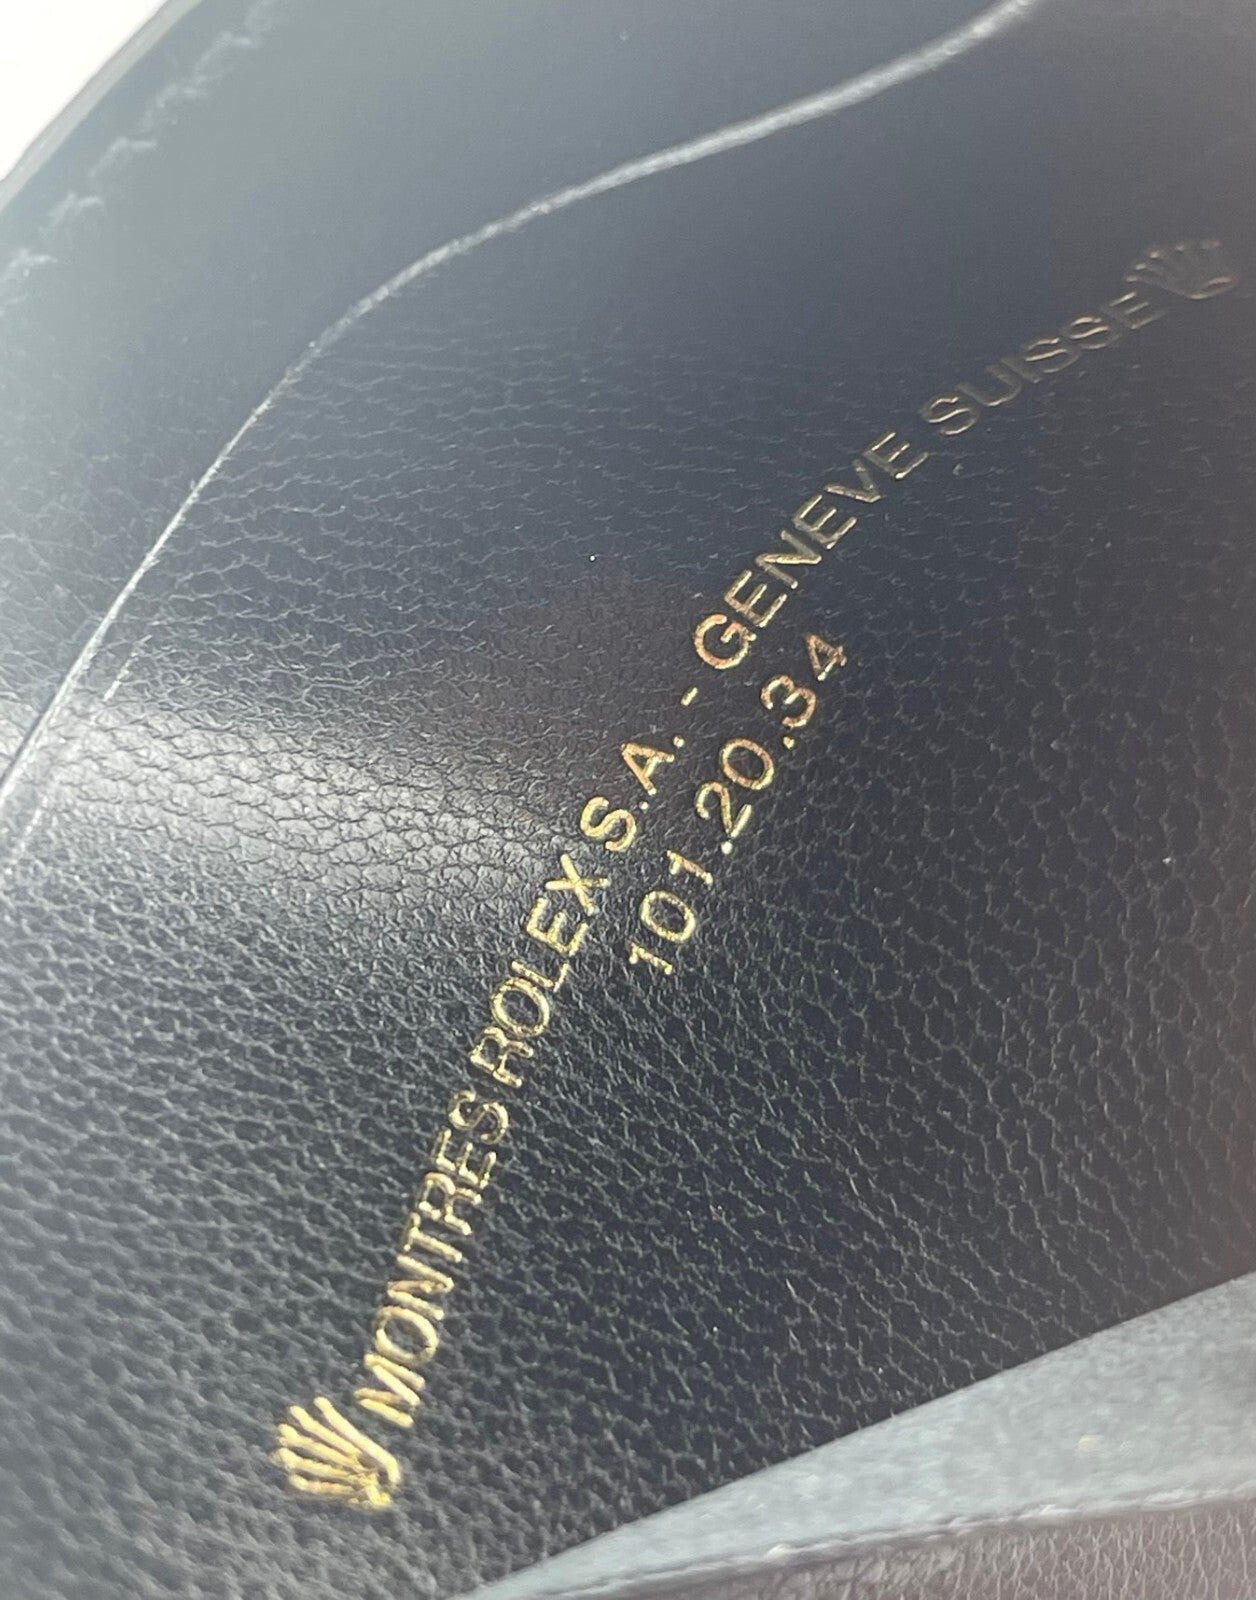 MONTRES ROLEX S.A. - GENEVE SUISSE
101.20.34